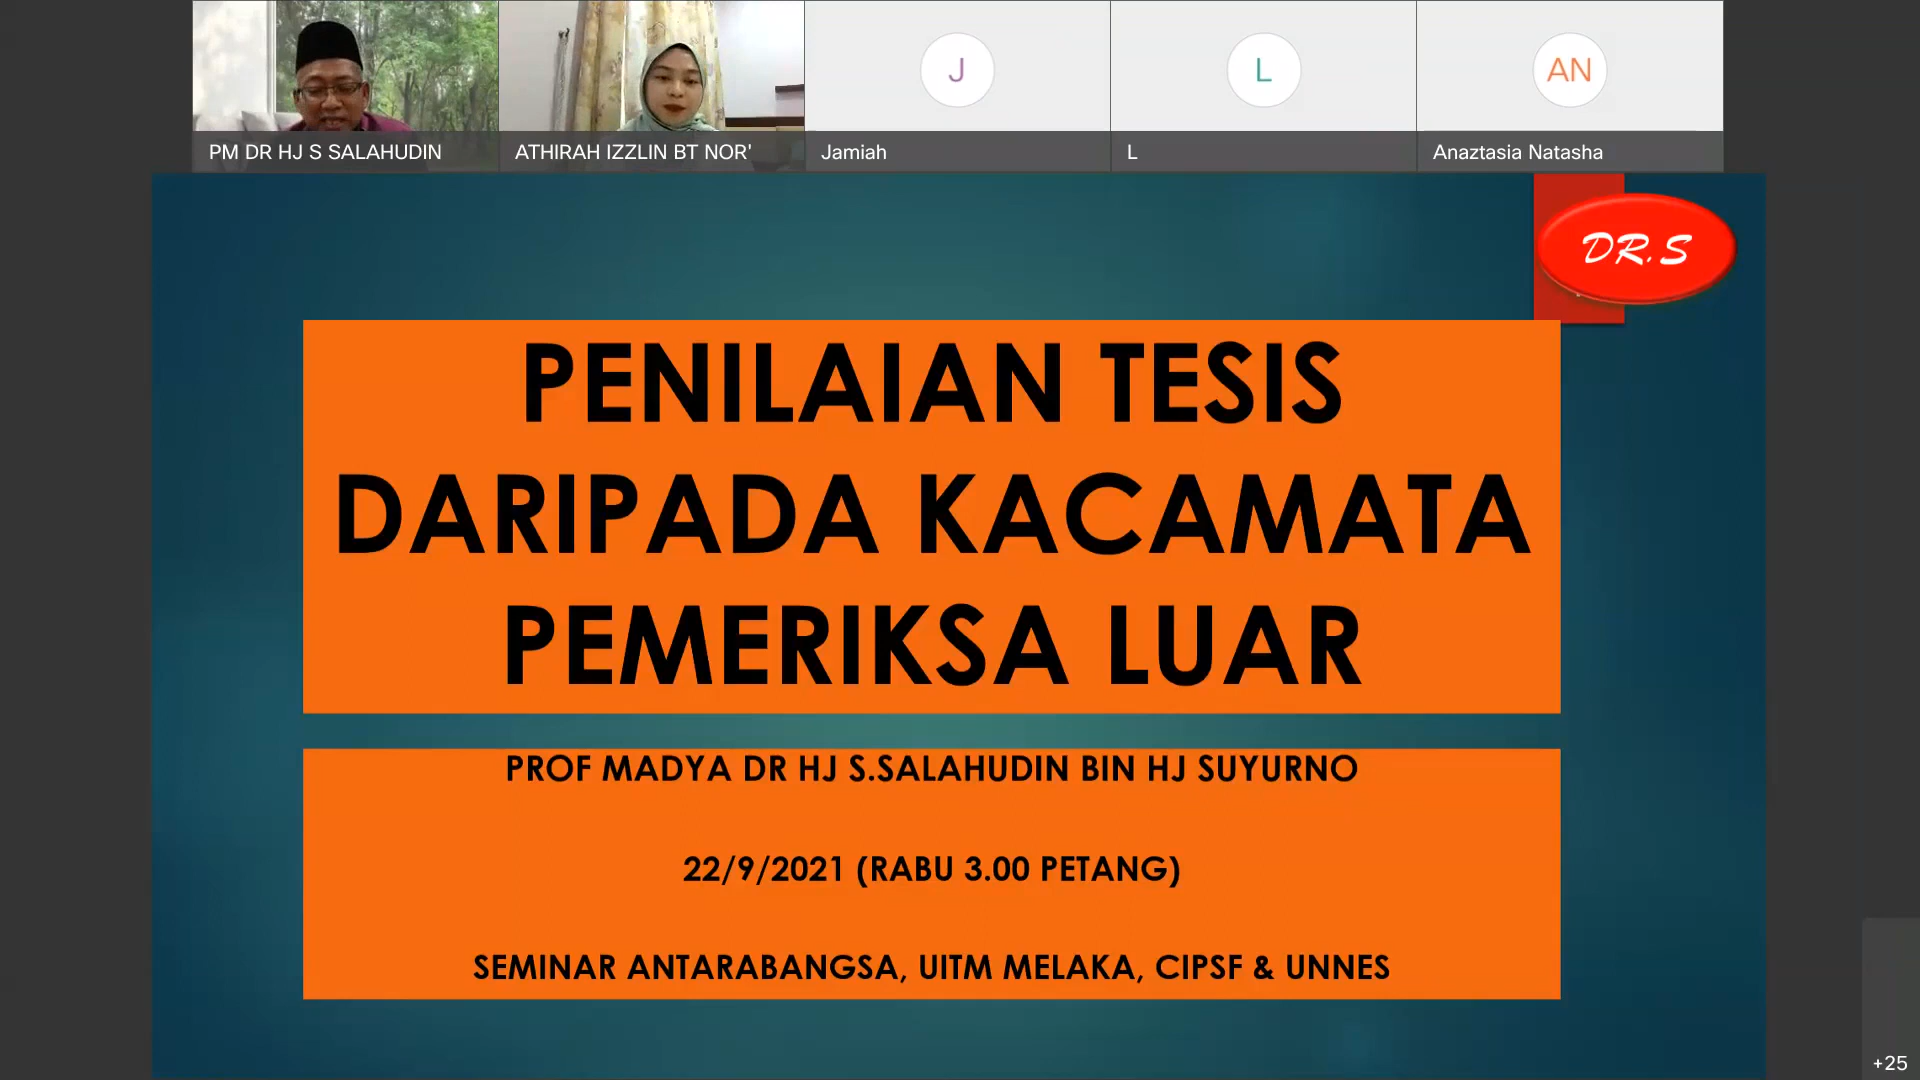 J
L
AN
PM DR HJ S SALAHUDIN
ATHIRAH IZZLIN BT NOR'
Jamiah
L
Anaztasia Natasha
DR.S
PENILAIAN TESIS
DARIPADA KACAMATA
PEMERIKSA LUAR
PROF MADYA DR HJ S.SALAHUDIN BIN HJ SUYURNO
22/9/2021 (RABU 3.00 PETANG)
SEMINAR ANTARABANGSA, UITM MELAKA, CIPSF & UNNES
+25